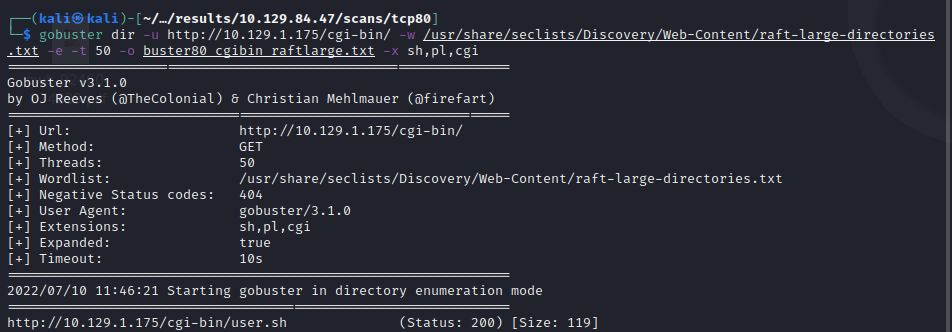 ┌──(kali㉿kali)-[~/…/results/10.129.84.47/scans/tcp80]
└─$ gobuster dir -u http://10.129.1.175/cgi-bin/ -w /usr/share/seclists/Discovery/Web-Content/raft-large-directories
.txt -e -t 50 -o buster80_cgibin_raftlarge.txt -x sh,pl,cgi
===============================================================
Gobuster v3.1.0
by OJ Reeves (@TheColonial) & Christian Mehlmauer (@firefart)
===============================================================
[+] Url:                     http://10.129.1.175/cgi-bin/
[+] Method:                  GET
[+] Threads:                 50
[+] Wordlist:                /usr/share/seclists/Discovery/Web-Content/raft-large-directories.txt
[+] Negative Status codes:   404
[+] User Agent:              gobuster/3.1.0
[+] Extensions:              sh,pl,cgi
[+] Expanded:                true
[+] Timeout:                 10s
===============================================================
2022/07/10 11:46:21 Starting gobuster in directory enumeration mode
===============================================================
http://10.129.1.175/cgi-bin/user.sh              (Status: 200) [Size: 119]